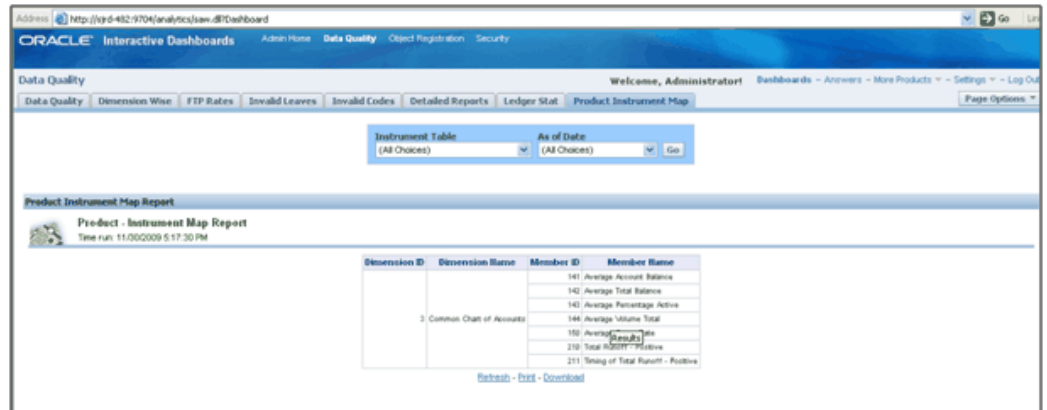 Address http://sjrd-482:9704/analytics/saw.dll?Dashboard Go
ORACLE Interactive Dashboards Admin Home Data Quality Object Registration Security
Data Quality Welcome, Administrator! Dashboards - Answers - More Products - Settings - Log Out
Data Quality Dimension Wise FTP Rates Invalid Leaves Invalid Codes Detailed Reports Ledger Stat Product Instrument Map Page Options
Instrument Table As of Date
(All Choices) (All Choices) Go
Product Instrument Map Report
Product - Instrument Map Report
Time run: 11/30/2009 5:17:30 PM
Dimension ID Dimension Name Member ID Member Name
141 Average Account Balance
142 Average Total Balance
143 Average Percentage Active
3 Common Chart of Accounts 144 Average Volume Total
Results
210 Total Runoff - Positive
211 Timing of Total Runoff - Positive
Refresh - Print - Download